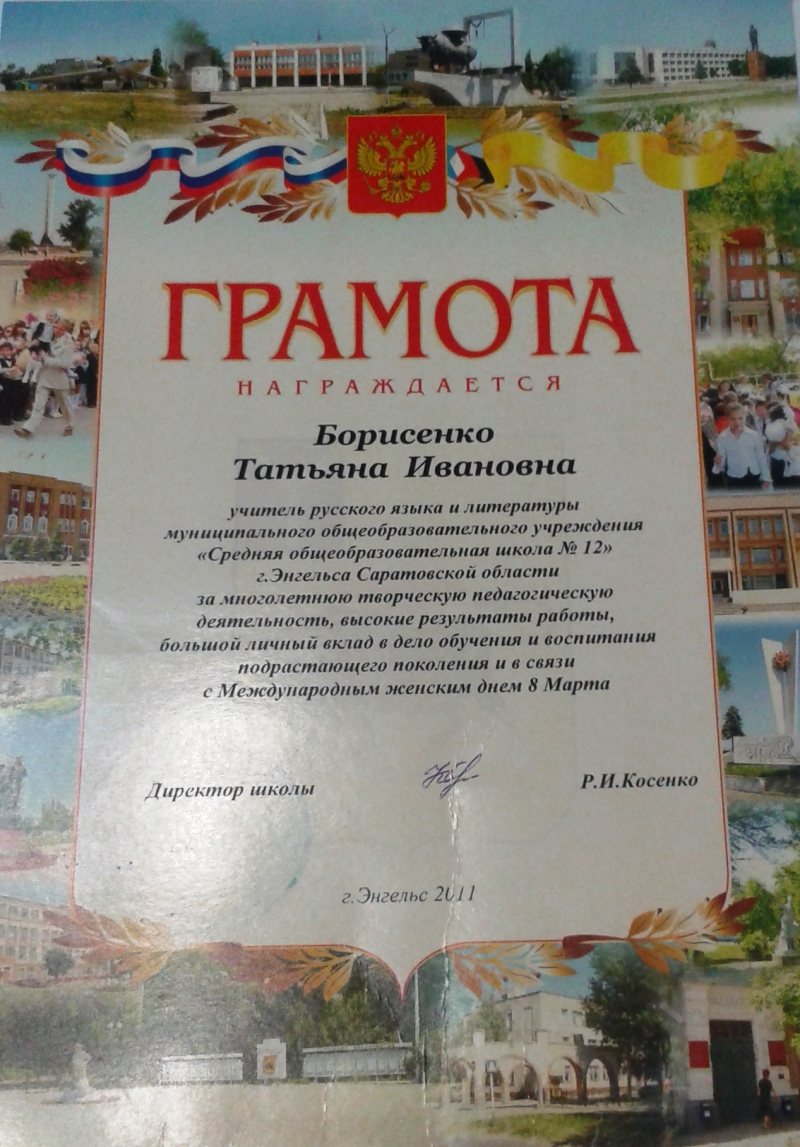 ГРАМОТА
НАГРАЖДАЕТСЯ
Борисенко
Татьяна Ивановна
учитель русского языка и литературы
муниципального общеобразовательного учреждения
«Средняя общеобразовательная школа № 12»
г.Энгельса Саратовской области
за многолетнюю творческую педагогическую
деятельность, высокие результаты работы,
большой личный вклад в дело обучения и воспитания
подрастающего поколения и в связи
с Международным женским днем 8 Марта
Директор школы Р.И.Косенко
г.Энгельс 2011